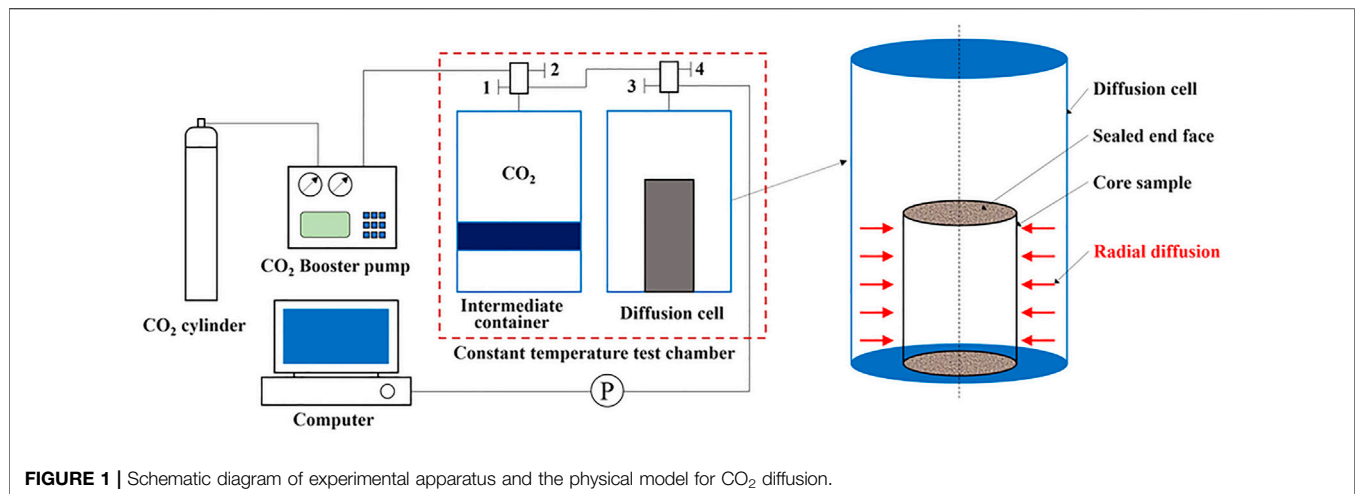 1
2
3
4
CO₂
CO₂ Booster pump
CO₂ cylinder
Intermediate
container
Diffusion cell
Constant temperature test chamber
Computer
P
Diffusion cell
Sealed end face
Core sample
Radial diffusion
FIGURE 1 | Schematic diagram of experimental apparatus and the physical model for CO₂ diffusion.